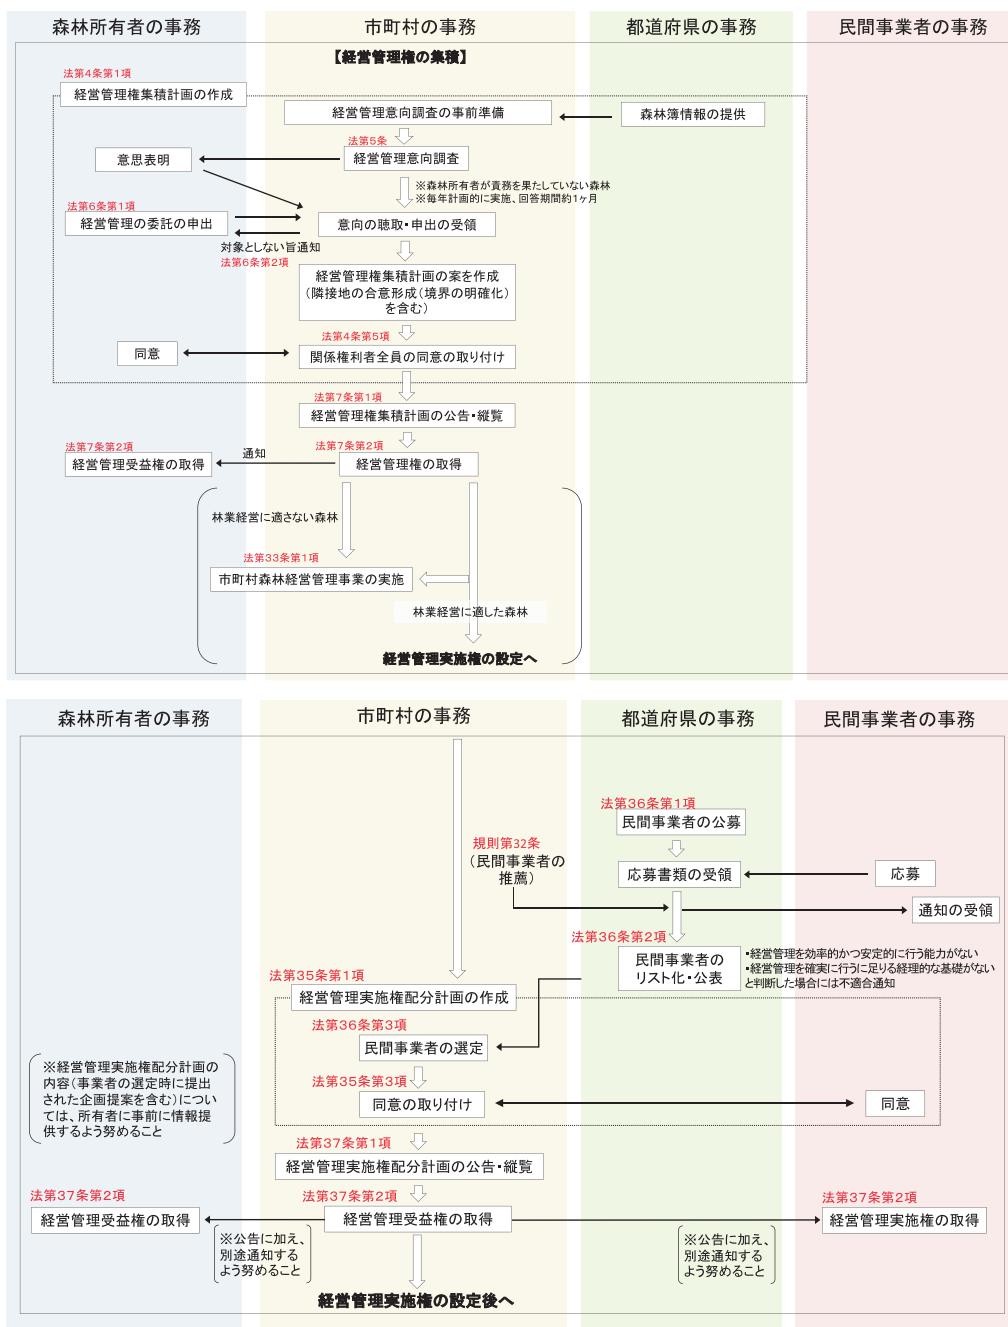 森林所有者の事務
市町村の事務
都道府県の事務
民間事業者の事務
【経営管理権の集積】
法第4条第1項
経営管理権集積計画の作成
経営管理意向調査の事前準備
森林簿情報の提供
法第5条
意思表明
経営管理意向調査
※森林所有者が責務を果たしていない森林
※毎年計画的に実施、回答期間約1ヶ月
法第6条第1項
経営管理の委託の申出
意向の聴取・申出の受領
対象としない旨通知
法第6条第2項
経営管理権集積計画の案を作成
（隣接地の合意形成（境界の明確化）
を含む）
法第4条第5項
同意
関係権利者全員の同意の取り付け
法第7条第1項
経営管理権集積計画の公告・縦覧
法第7条第2項
通知
法第7条第2項
経営管理受益権の取得
経営管理権の取得
林業経営に適さない森林
法第33条第1項
市町村森林経営管理事業の実施
林業経営に適した森林
経営管理実施権の設定へ
森林所有者の事務
市町村の事務
都道府県の事務
民間事業者の事務
法第36条第1項
民間事業者の公募
規則第32条
（民間事業者の
推薦）
応募書類の受領
応募
通知の受領
法第36条第2項
民間事業者の
リスト化・公表
・経営管理を効率的かつ安定的に行う能力がない
・経営管理を確実に行うに足りる経理的な基礎がない
と判断した場合には不適合通知
法第35条第1項
経営管理実施権配分計画の作成
法第36条第3項
民間事業者の選定
法第35条第3項
同意の取り付け
同意
※経営管理実施権配分計画の
内容（事業者の選定時に提出
された企画提案を含む）につい
ては、所有者に事前に情報提
供するよう努めること
法第37条第1項
経営管理実施権配分計画の公告・縦覧
法第37条第2項
経営管理受益権の取得
法第37条第2項
経営管理受益権の取得
法第37条第2項
経営管理実施権の取得
※公告に加え、
別途通知する
よう努めること
※公告に加え、
別途通知する
よう努めること
経営管理実施権の設定後へ